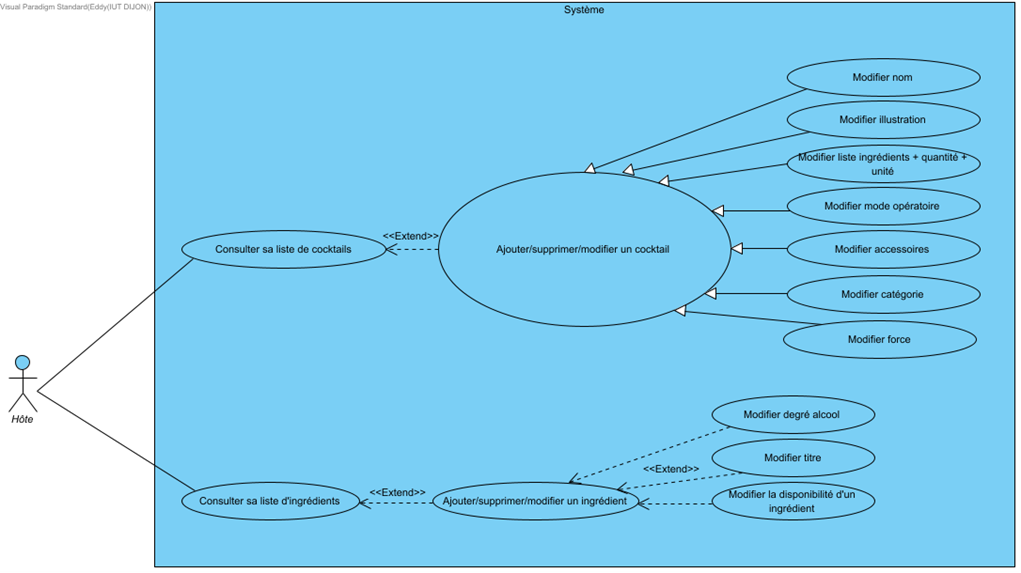 Visual Paradigm Standard(Eddy(IUT DIJON))
Système
Modifier nom
Modifier illustration
Modifier liste ingrédients + quantité +
unité
Modifier mode opératoire
<<Extend>>
Consulter sa liste de cocktails
Ajouter/supprimer/modifier un cocktail
Modifier accessoires
Modifier catégorie
Modifier force
Hôte
Modifier degré alcool
Modifier titre
<<Extend>>
<<Extend>>
Consulter sa liste d'ingrédients
Ajouter/supprimer/modifier un ingrédient
Modifier la disponibilité d'un
ingrédient